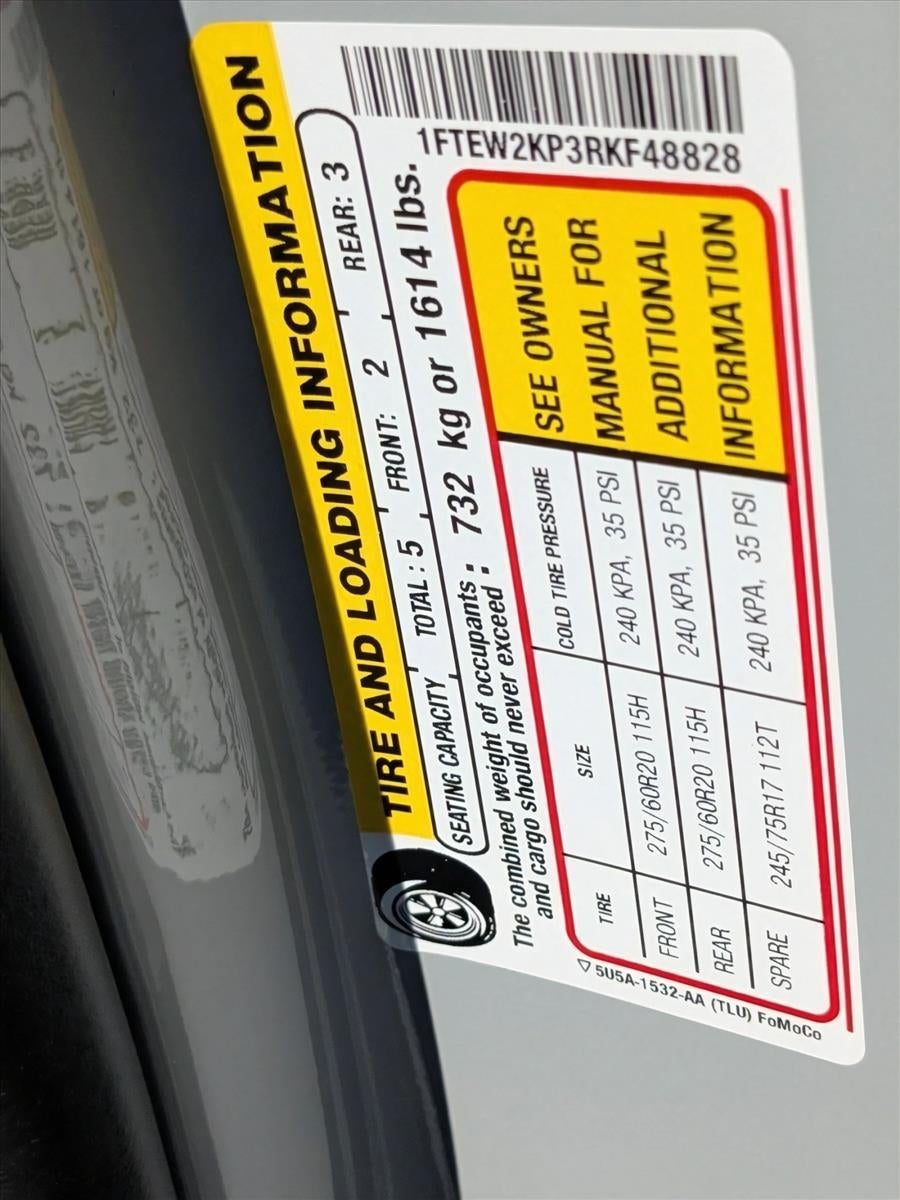 TIRE AND LOADING INFORMATION
SEATING CAPACITY TOTAL : 5 FRONT: 2 REAR: 3
The combined weight of occupants and cargo should never exceed : 732 kg or 1614 lbs.
1FTEW2KP3RKF48828
TIRE SIZE COLD TIRE PRESSURE
FRONT 275/60R20 115H 240 KPA, 35 PSI
REAR 275/60R20 115H 240 KPA, 35 PSI
SPARE 245/75R17 112T 240 KPA, 35 PSI
SEE OWNERS
MANUAL FOR
ADDITIONAL
INFORMATION
5U5A-1532-AA (TLU) FoMoCo